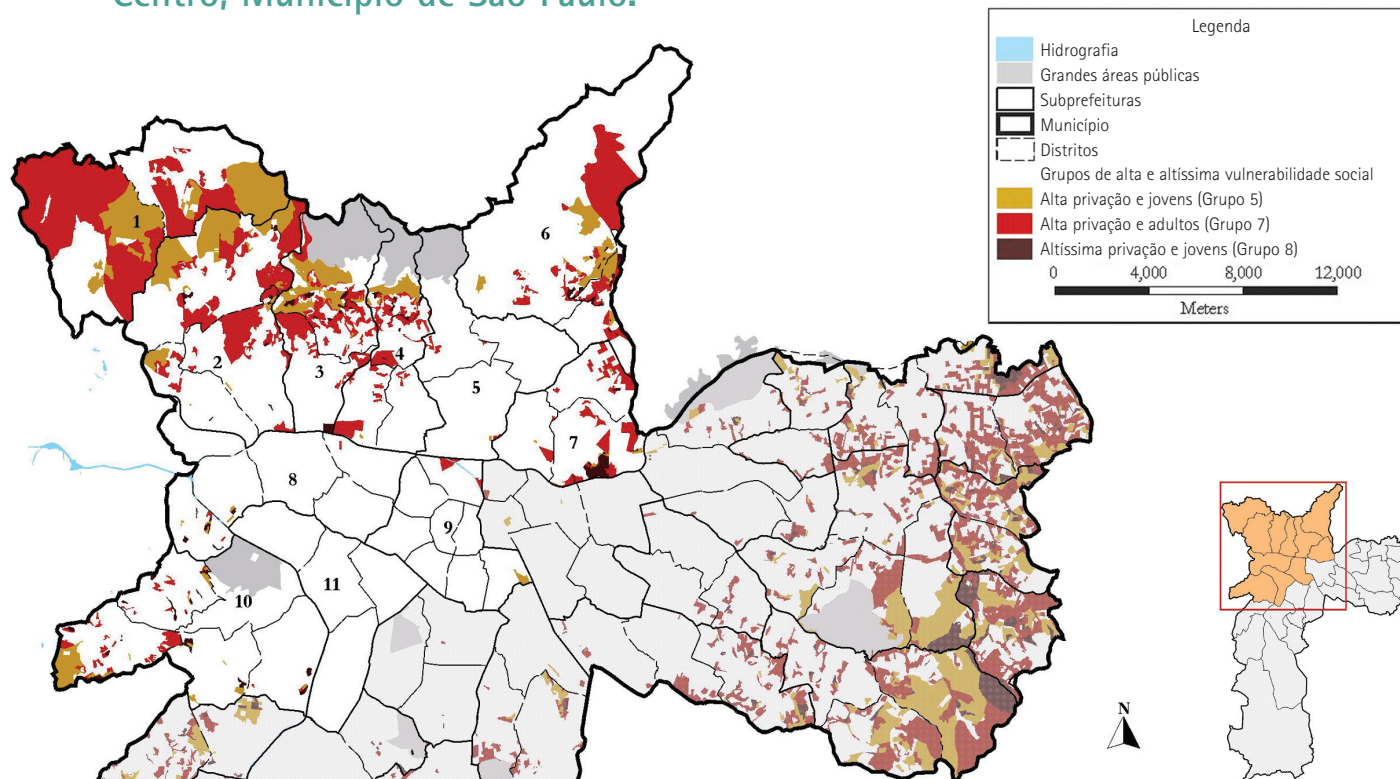 Centro, Município de São Paulo.
Legenda
Hidrografia
Grandes áreas públicas
Subprefeituras
Município
Distritos
Grupos de alta e altíssima vulnerabilidade social
Alta privação e jovens (Grupo 5)
Alta privação e adultos (Grupo 7)
Altíssima privação e jovens (Grupo 8)
0 4,000 8,000 12,000
Meters
1
6
2
3
4
5
7
8
9
10
11
N